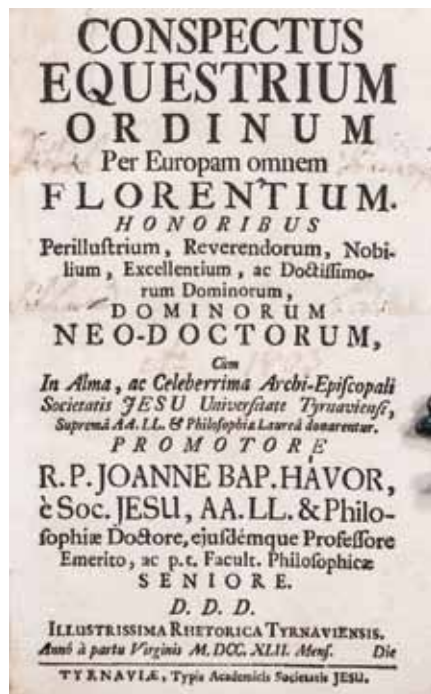 CONSPECTUS
EQUESTRIUM
ORDINUM
Per Europam omnem
FLORENTIUM.
HONORIBUS
Perillustrium, Reverendorum, Nobi-
lium, Excellentium, ac Doctissimo-
rum Dominorum,
DOMINORUM
NEO-DOCTORUM,
Cùm
In Alma, ac Celeberrima Archi-Episcopali
Societatis JESU Universitate Tyrnaviensi,
Supremâ AA. LL. & Philosophiæ Laureâ donarentur.
PROMOTORE
R.P. JOANNE BAP. HAVOR,
è Soc. JESU, AA. LL. & Philo-
sophiæ Doctore, ejusdémque Professore
Emerito, ac p.t. Facult. Philosophicæ
SENIORE.
D. D. D.
ILLUSTRISSIMA RHETORICA TYRNAVIENSIS.
Annô à partu Virginis M. DCC. XLII. Mens. Die
TYRNAVIÆ, Typis Academicis Societatis JESU.